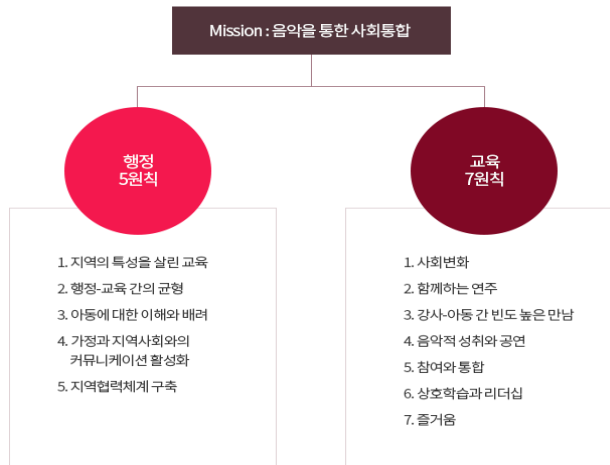 Mission : 음악을 통한 사회통합
행정
5원칙
1. 지역의 특성을 살린 교육
2. 행정-교육 간의 균형
3. 아동에 대한 이해와 배려
4. 가정과 지역사회와의
커뮤니케이션 활성화
5. 지역협력체계 구축
교육
7원칙
1. 사회변화
2. 함께하는 연주
3. 강사-아동 간 빈도 높은 만남
4. 음악적 성취와 공연
5. 참여와 통합
6. 상호학습과 리더십
7. 즐거움